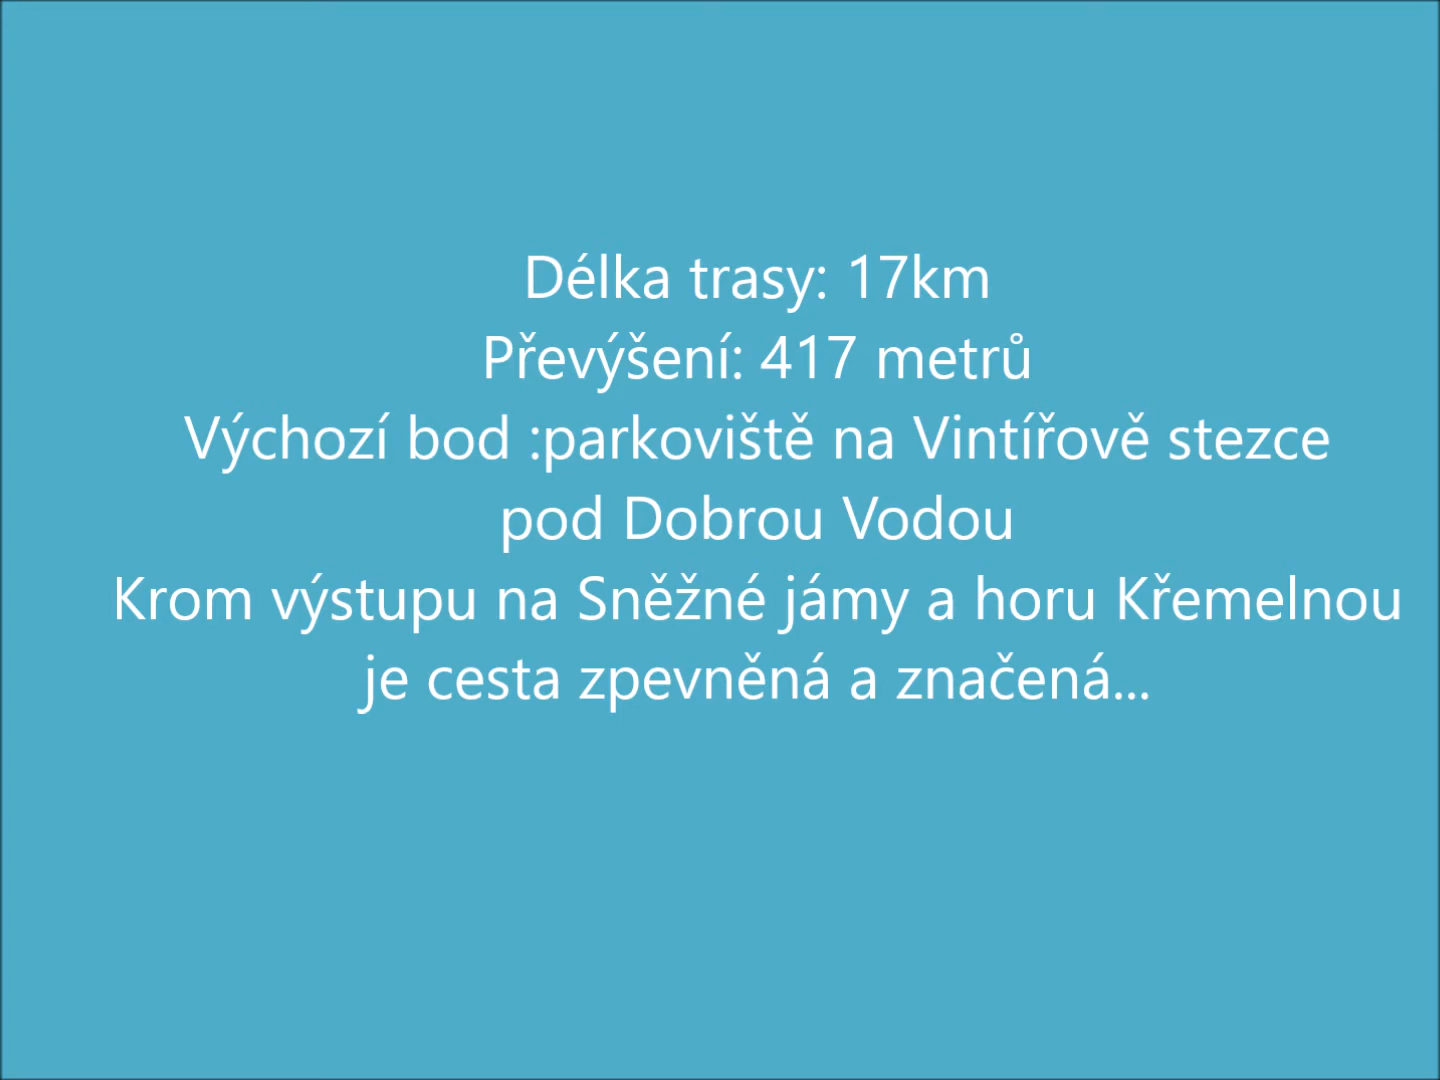 Délka trasy: 17km
Převýšení: 417 metrů
Výchozí bod :parkoviště na Vintířově stezce
pod Dobrou Vodou
Krom výstupu na Sněžné jámy a horu Křemelnou
je cesta zpevněná a značená...